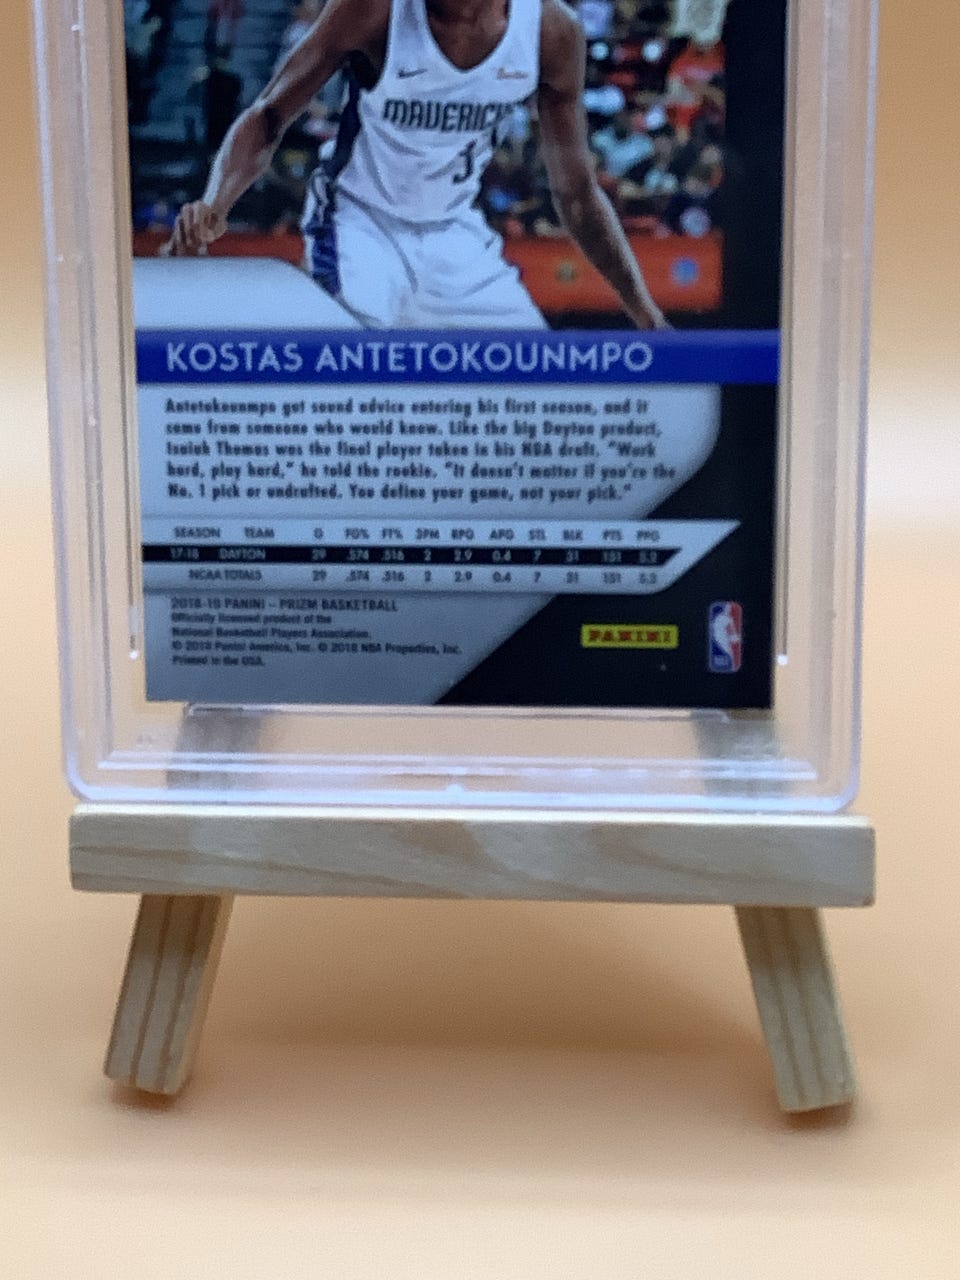 MAVERICK
KOSTAS ANTETOKOUNMPO
Antetokounmpo got sound advice entering his first season, and it
came from someone who would know. Like the big Dayton product,
Isaiah Thomas was the final player taken in his NBA draft. "Work
hard, play hard," he told the rookie. "It doesn't matter if you're the
No. 1 pick or undrafted. You define your game, not your pick."
SEASON TEAM G FG% FT% 3PM RPG APG STL BLK PTS PPG
17-18 DAYTON 29 .574 .516 2 2.9 0.4 7 31 151 5.2
NCAA TOTALS 29 .574 .516 2 2.9 0.4 7 31 151 5.2
2018-19 PANINI – PRIZM BASKETBALL
Officially licensed product of the
National Basketball Players Association.
© 2018 Panini America, Inc. © 2018 NBA Properties, Inc.
Printed in the USA.
PANINI